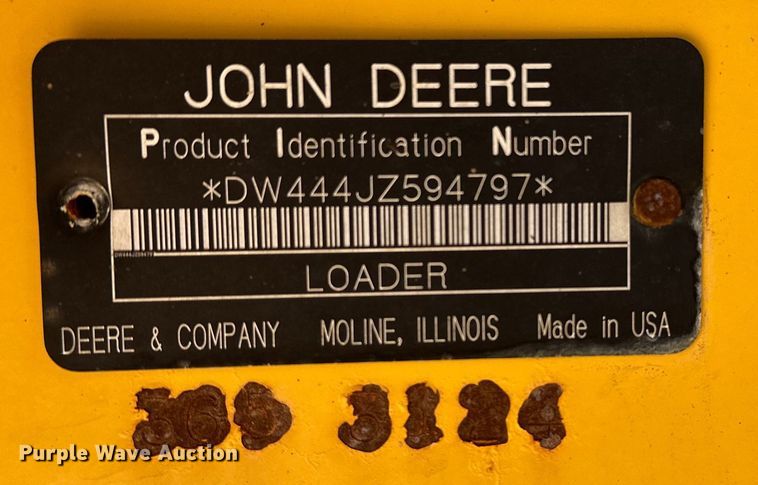 JOHN DEERE
Product Identification Number
*DW444JZ594797*
LOADER
DEERE & COMPANY MOLINE, ILLINOIS Made in USA
Purple Wave Auction